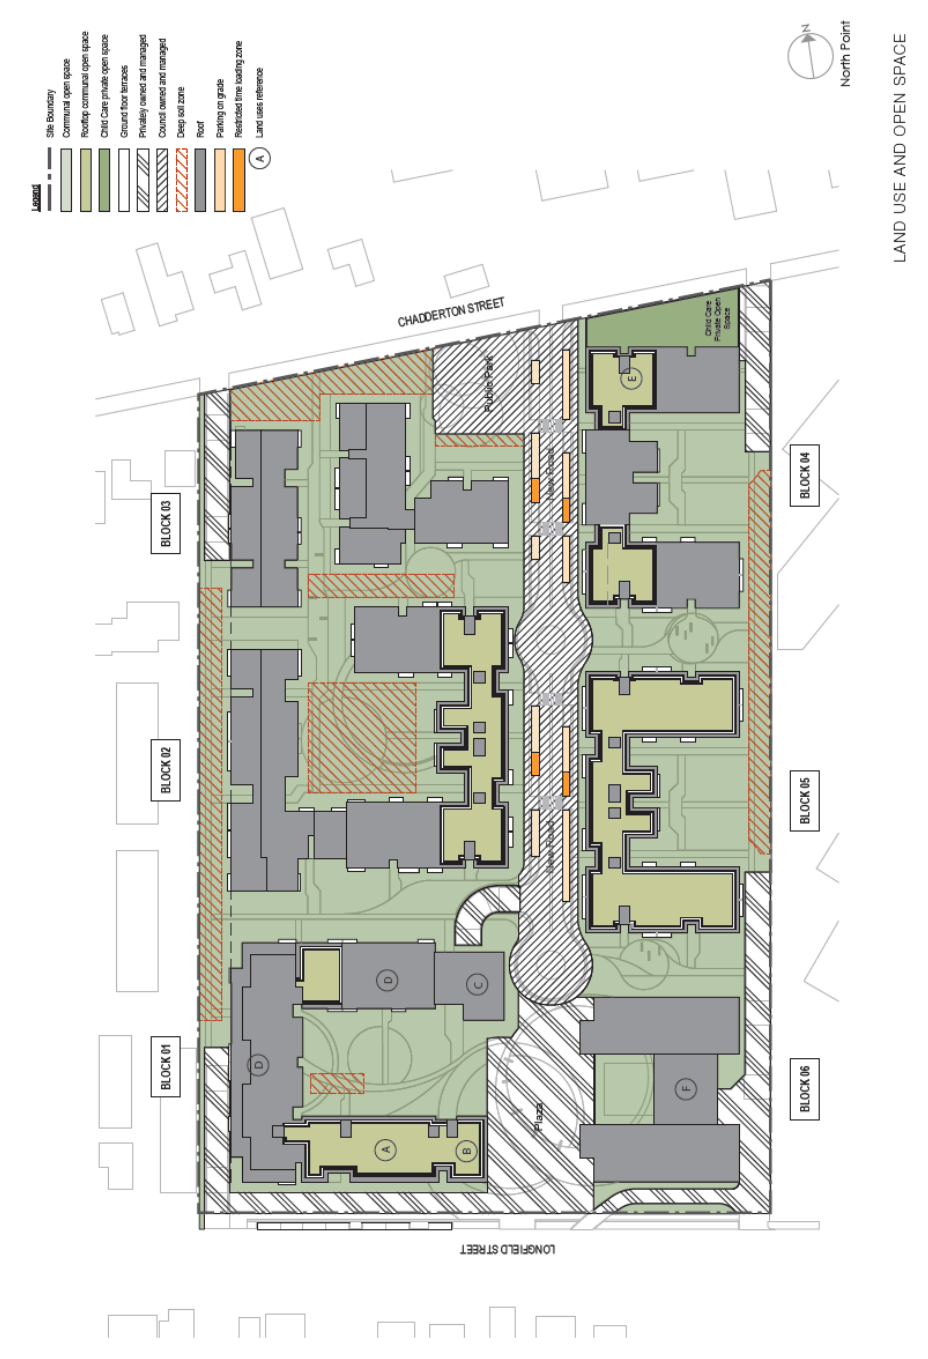 LAND USE AND OPEN SPACE
North Point
N
Legend
Site Boundary
Communal open space
Rooftop communal open space
Child Care private open space
Ground floor terraces
Privately owned and managed
Council owned and managed
Deep soil zone
Roof
Parking on grade
Restricted time loading zone
A
Land uses reference
CHADDERTON STREET
Public Park
Child Care
Private Open
Space
E
New Road
BLOCK 03
BLOCK 04
BLOCK 02
BLOCK 05
New Road
D
C
D
BLOCK 01
BLOCK 06
F
Plaza
A
B
LONGFIELD STREET